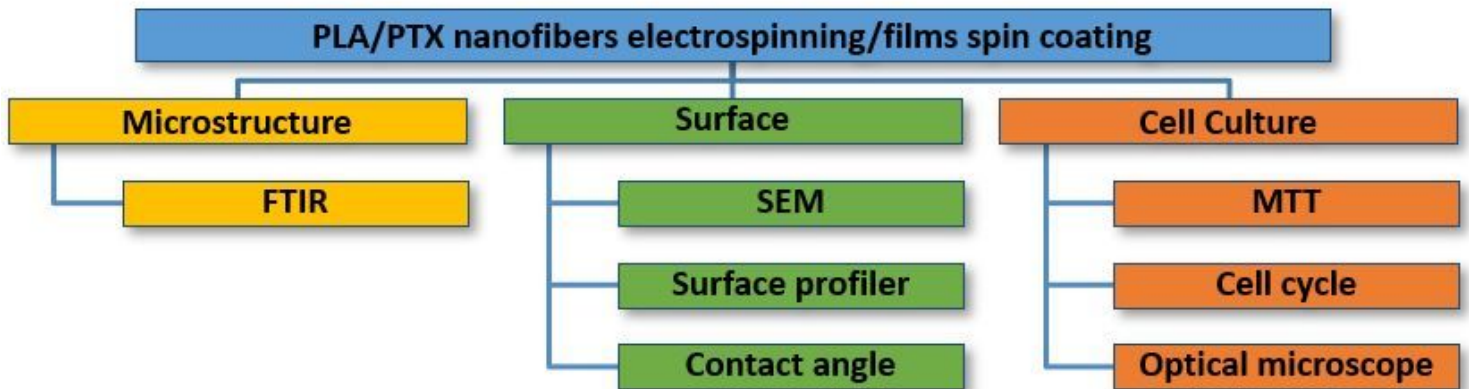 PLA/PTX nanofibers electrospinning/films spin coating
Microstructure
FTIR
Surface
SEM
Surface profiler
Contact angle
Cell Culture
MTT
Cell cycle
Optical microscope